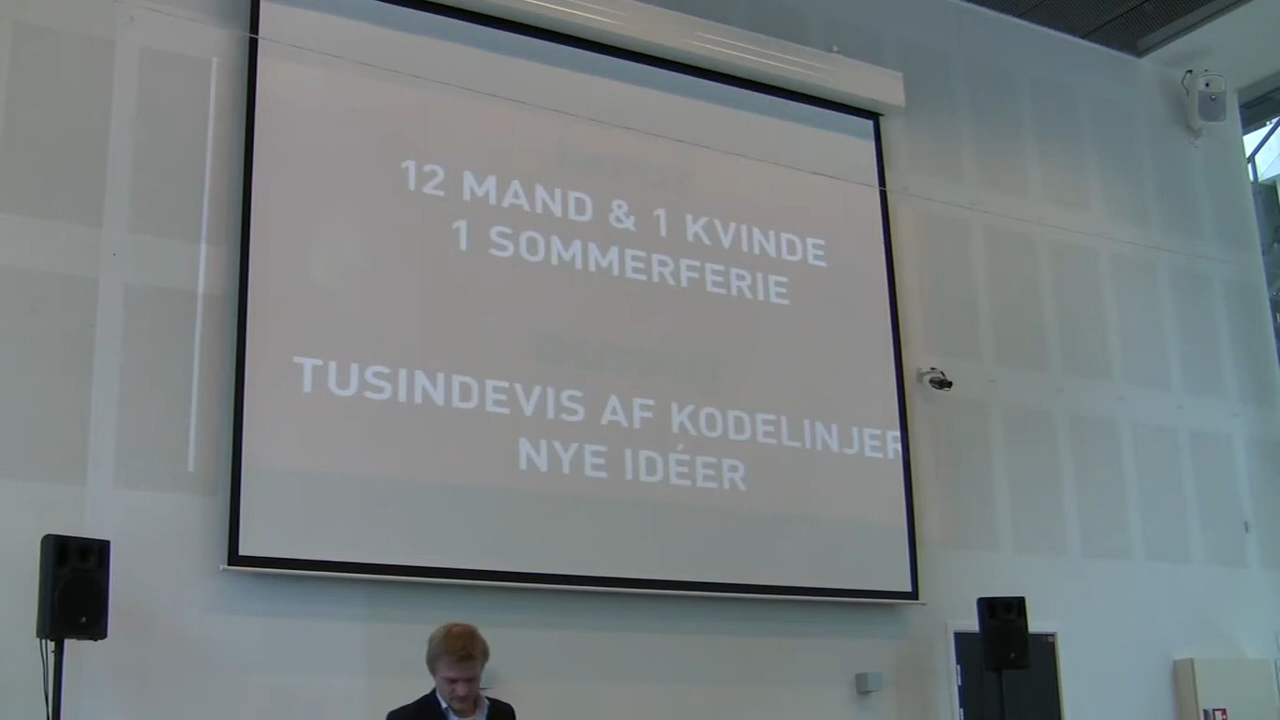 12 MAND & 1 KVINDE
1 SOMMERFERIE
TUSINDEVIS AF KODELINJER
NYE IDÉER